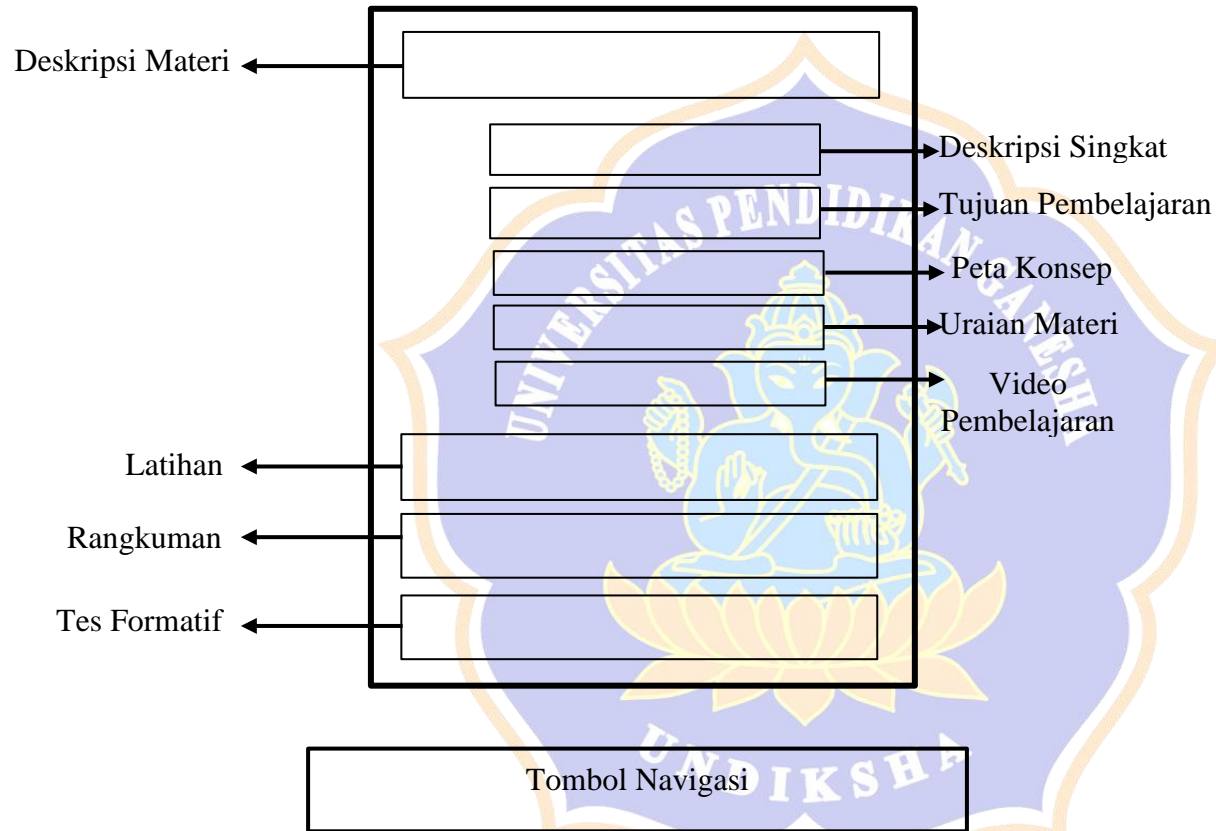 Deskripsi Materi
Deskripsi Singkat
Tujuan Pembelajaran
Peta Konsep
Uraian Materi
Video
Pembelajaran
Latihan
Rangkuman
Tes Formatif
Tombol Navigasi
UNIVERSITAS PENDIDIKAN GANESH
UNDIKSHA